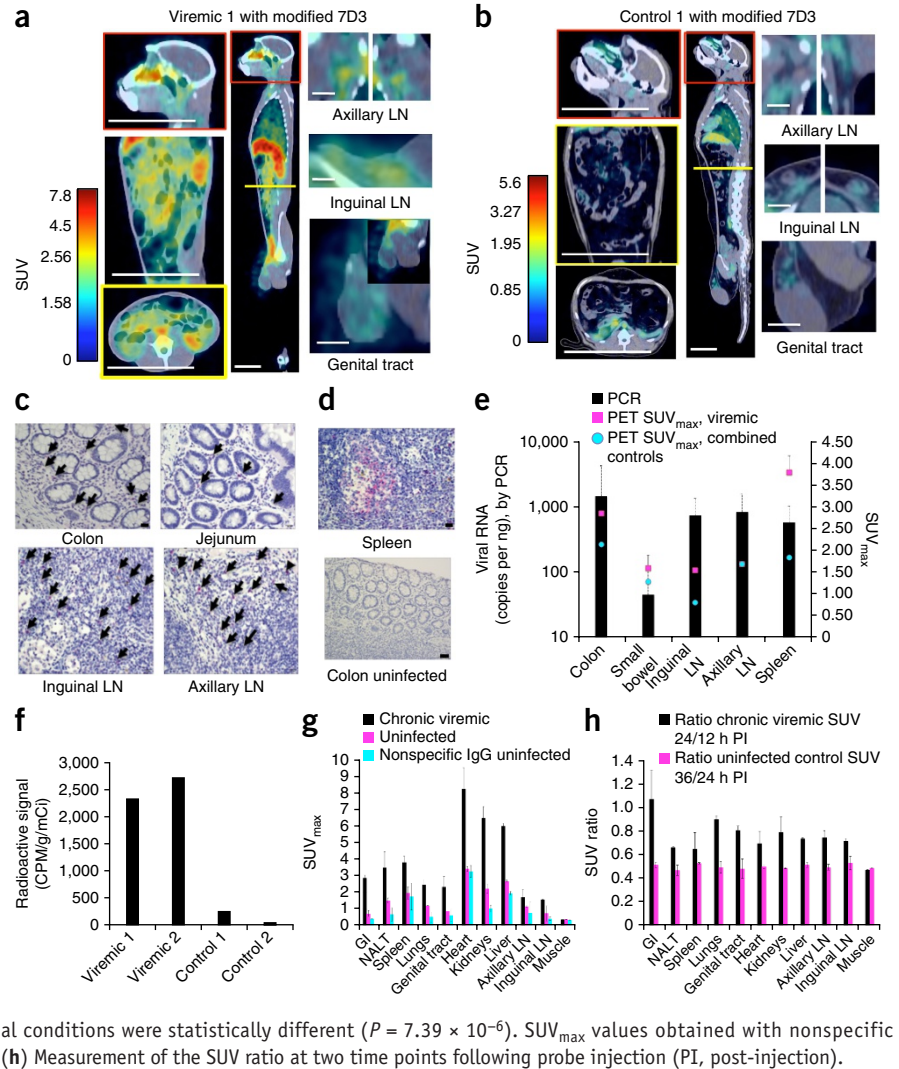 a
Viremic 1 with modified 7D3
7.8
4.5
2.56
1.58
0
SUV
Axillary LN
Inguinal LN
Genital tract
b
Control 1 with modified 7D3
5.6
3.27
1.95
0.85
0
SUV
Axillary LN
Inguinal LN
Genital tract
c
Colon
Jejunum
Inguinal LN
Axillary LN
d
Spleen
Colon uninfected
e
PCR
PET SUVmax, viremic
PET SUVmax, combined
controls
Viral RNA
(copies per ng), by PCR
10,000
1,000
100
10
4.50
4.00
3.50
3.00
2.50
2.00
1.50
1.00
0.50
0
SUVmax
Colon
Small
bowel
Inguinal
LN
Axillary
LN
Spleen
f
Radioactive signal
(CPM/g/mCi)
3,000
2,500
2,000
1,500
1,000
500
0
Viremic 1
Viremic 2
Control 1
Control 2
g
Chronic viremic
Uninfected
Nonspecific IgG uninfected
SUVmax
10
9
8
7
6
5
4
3
2
1
0
GI
NALT
Spleen
Lungs
Genital tract
Heart
Kidneys
Liver
Axillary LN
Inguinal LN
Muscle
h
Ratio chronic viremic SUV
24/12 h PI
Ratio uninfected control SUV
36/24 h PI
SUV ratio
1.4
1.2
1.0
0.8
0.6
0.4
0.2
0
GI
NALT
Spleen
Lungs
Genital tract
Heart
Kidneys
Liver
Axillary LN
Inguinal LN
Muscle
al conditions were statistically different (P = 7.39 × 10⁻⁶). SUVmax values obtained with nonspecific
(h) Measurement of the SUV ratio at two time points following probe injection (PI, post-injection).